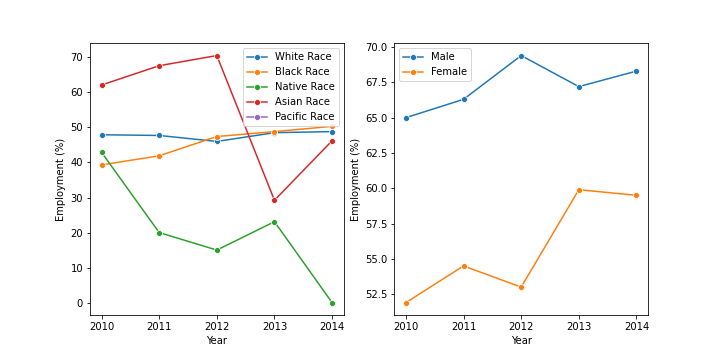 White Race
Black Race
Native Race
Asian Race
Pacific Race
70
60
50
40
30
20
10
0
Employment (%)
2010 2011 2012 2013 2014
Year
Male
Female
70.0
67.5
65.0
62.5
60.0
57.5
55.0
52.5
Employment (%)
2010 2011 2012 2013 2014
Year